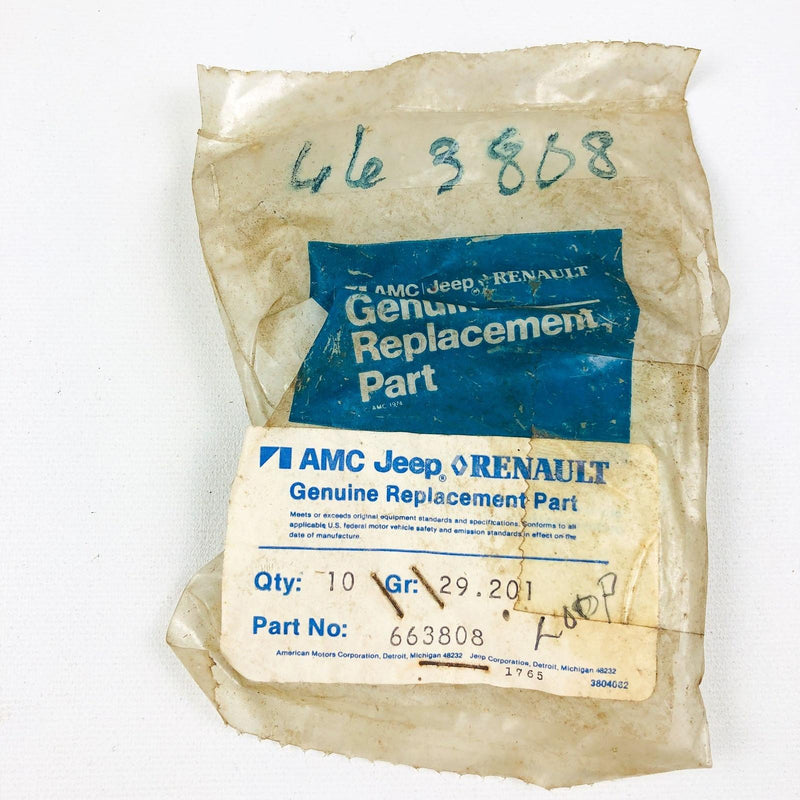 663808
AMC Jeep RENAULT
Genuine
Replacement
Part
AMC 1974
AMC Jeep® RENAULT
Genuine Replacement Part
Meets or exceeds original equipment standards and specifications. Conforms to all
applicable U.S. federal motor vehicle safety and emission standards in effect on the
date of manufacture.
Qty: 10 Gr: 29.201
LOOP
Part No: 663808
American Motors Corporation, Detroit, Michigan 48232 Jeep Corporation, Detroit, Michigan 48232
1765
3804082